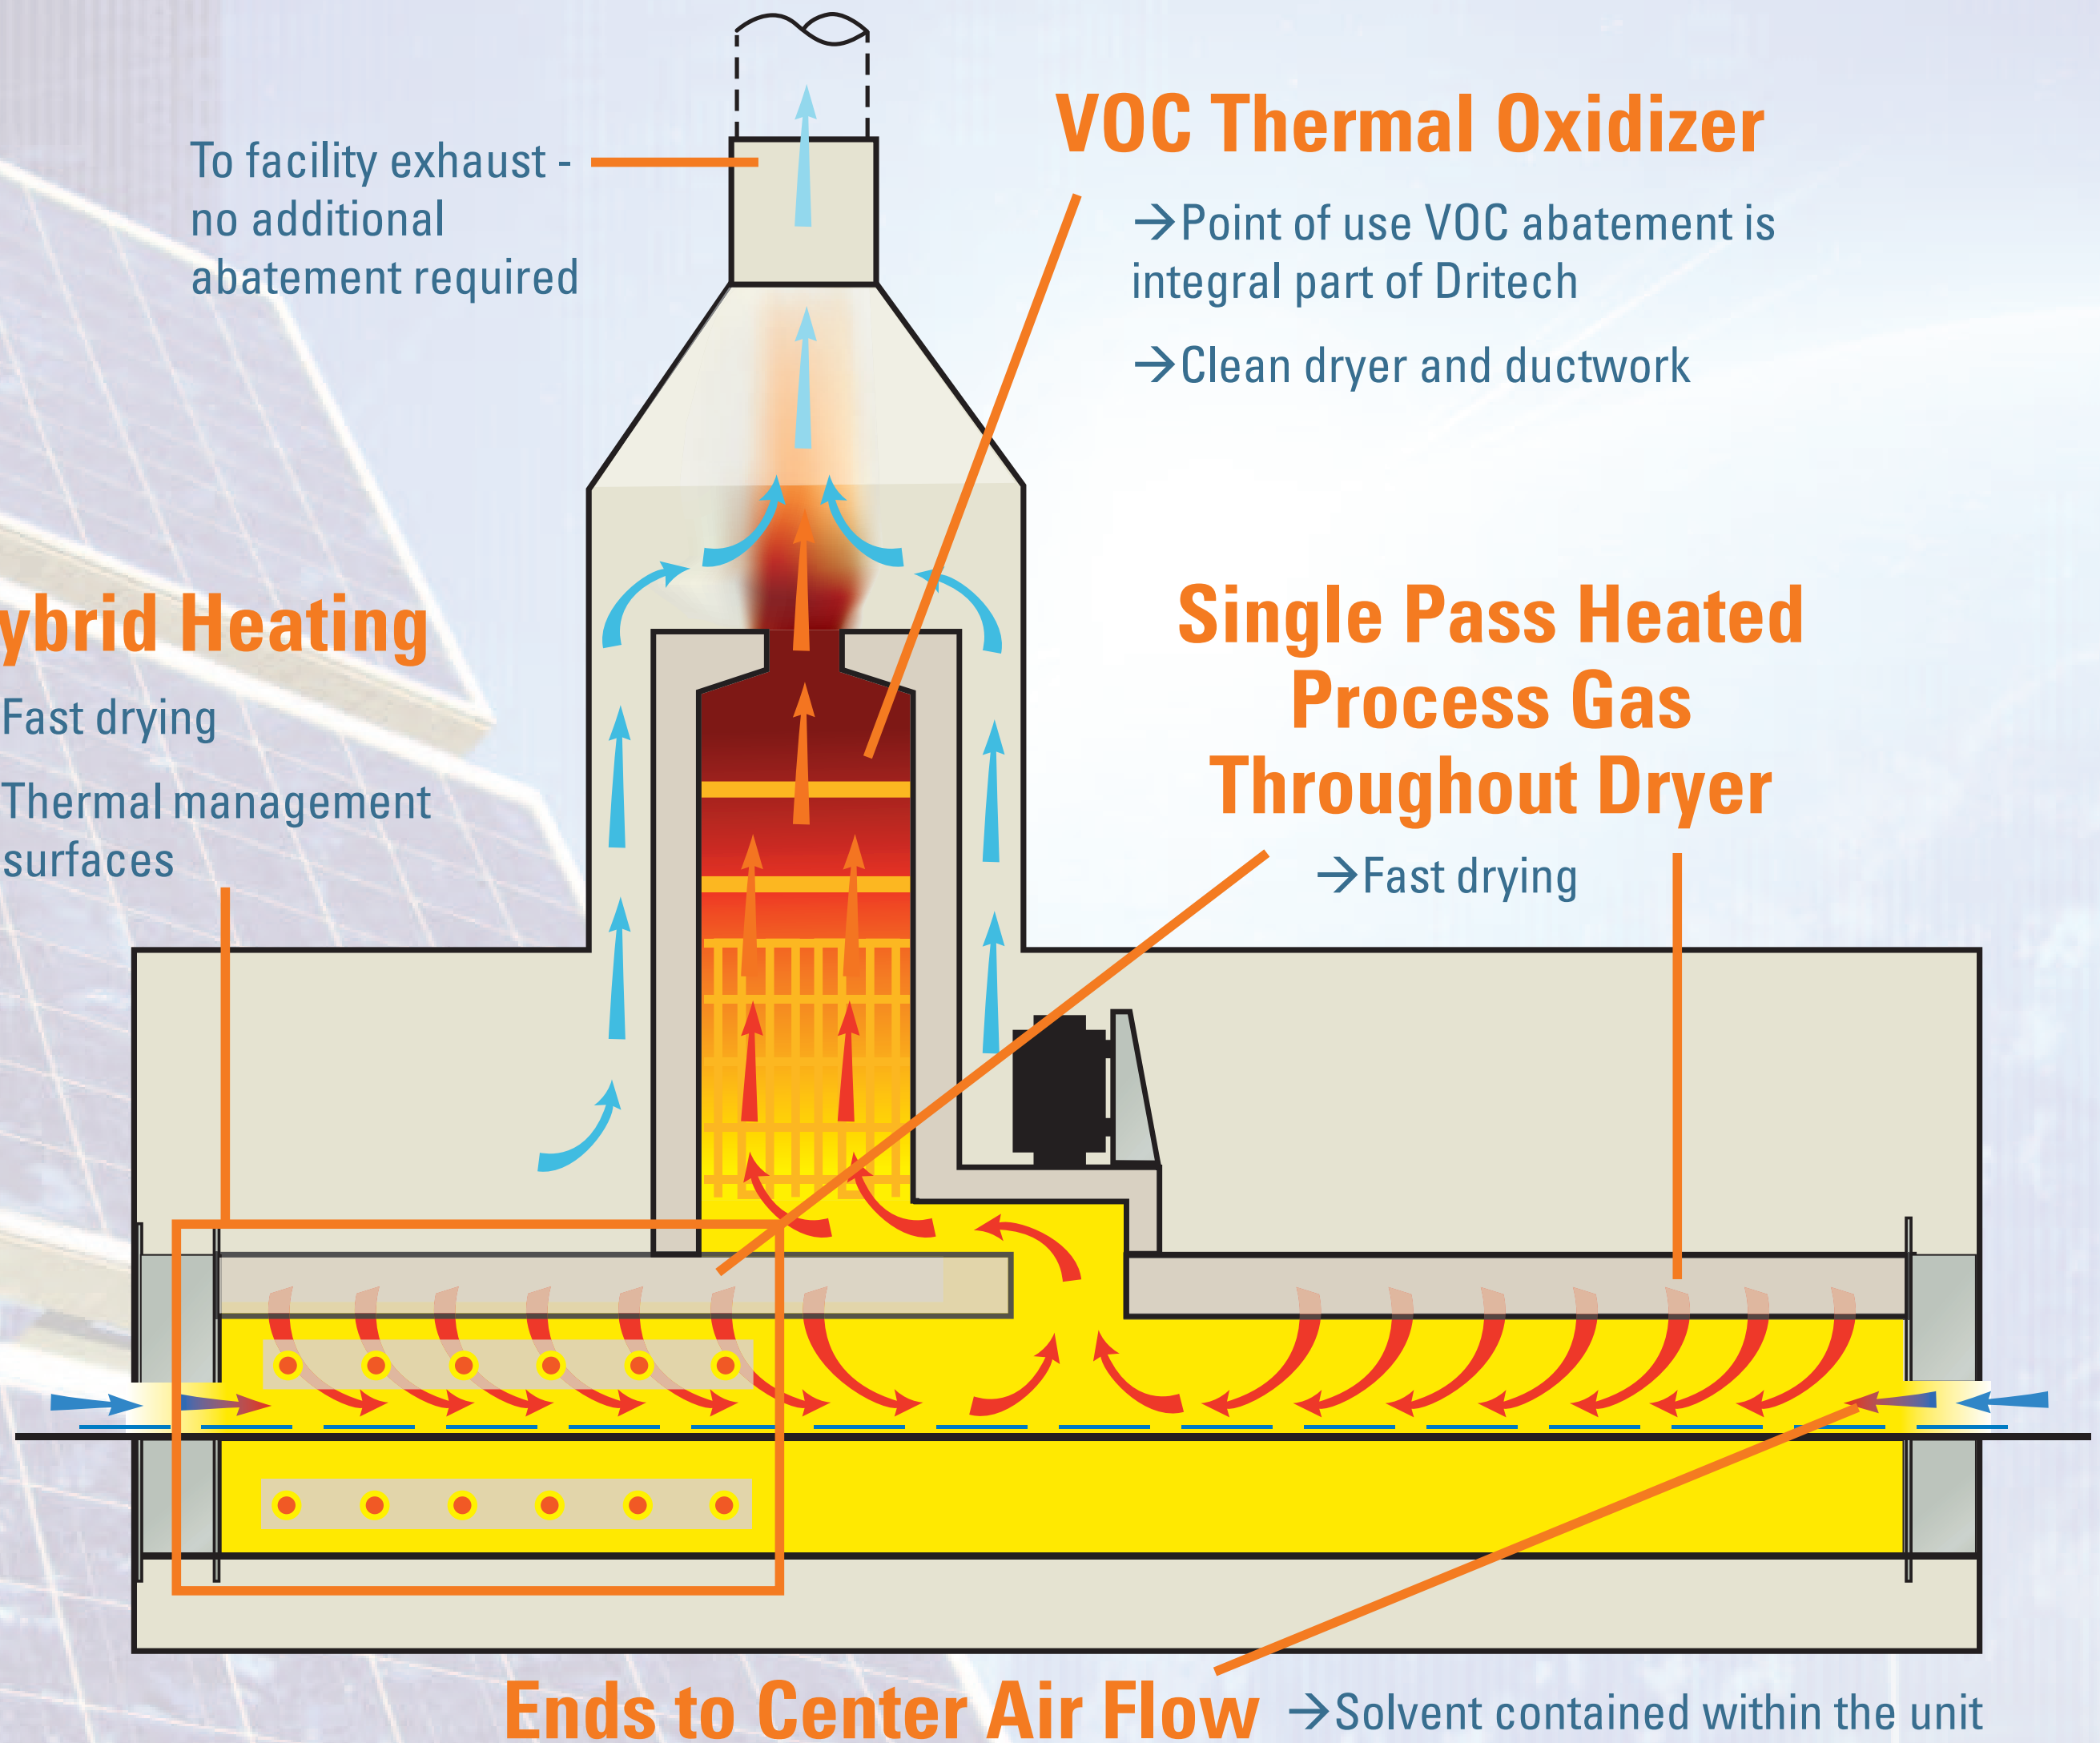 To facility exhaust -
no additional
abatement required
VOC Thermal Oxidizer
→Point of use VOC abatement is
integral part of Dritech
→Clean dryer and ductwork
ybrid Heating
Fast drying
Thermal management
surfaces
Single Pass Heated
Process Gas
Throughout Dryer
→Fast drying
Ends to Center Air Flow →Solvent contained within the unit